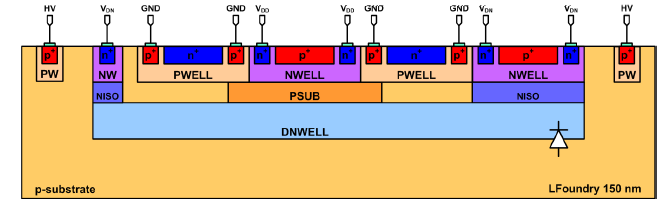 HV V_DN GND GND V_DD V_DD GND GND V_DN V_DN HV
p+ n+ p+ n+ p+ n+ p+ n+ p+ n+ p+ n+ p+ n+ p+
PW NW PWELL NWELL PWELL NWELL PW
NISO PSUB NISO
DNWELL
p-substrate LFoundry 150 nm